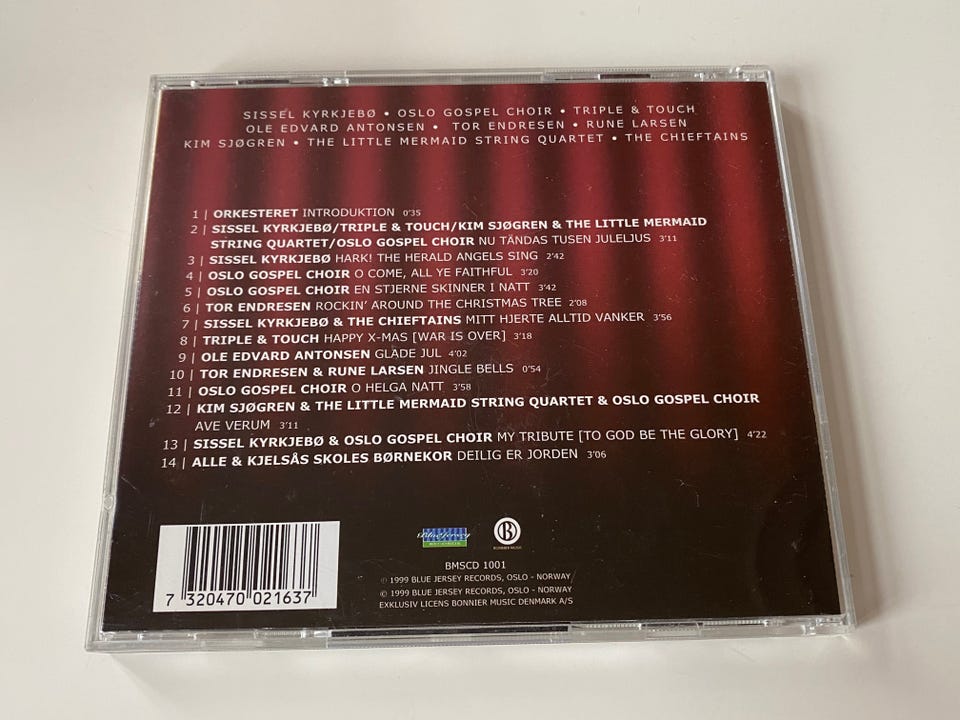 SISSEL KYRKJEBØ • OSLO GOSPEL CHOIR • TRIPLE & TOUCH
OLE EDVARD ANTONSEN • TOR ENDRESEN • RUNE LARSEN
KIM SJØGREN • THE LITTLE MERMAID STRING QUARTET • THE CHIEFTAINS
1 | ORKESTERET INTRODUKTION 0'35
2 | SISSEL KYRKJEBØ/TRIPLE & TOUCH/KIM SJØGREN & THE LITTLE MERMAID
STRING QUARTET/OSLO GOSPEL CHOIR NU TÄNDAS TUSEN JULELJUS 3'11
3 | SISSEL KYRKJEBØ HARK! THE HERALD ANGELS SING 2'42
4 | OSLO GOSPEL CHOIR O COME, ALL YE FAITHFUL 3'20
5 | OSLO GOSPEL CHOIR EN STJERNE SKINNER I NATT 3'42
6 | TOR ENDRESEN ROCKIN' AROUND THE CHRISTMAS TREE 2'08
7 | SISSEL KYRKJEBØ & THE CHIEFTAINS MITT HJERTE ALLTID VANKER 3'56
8 | TRIPLE & TOUCH HAPPY X-MAS [WAR IS OVER] 3'18
9 | OLE EDVARD ANTONSEN GLADE JUL 4'02
10 | TOR ENDRESEN & RUNE LARSEN JINGLE BELLS 0'54
11 | OSLO GOSPEL CHOIR O HELGA NATT 3'58
12 | KIM SJØGREN & THE LITTLE MERMAID STRING QUARTET & OSLO GOSPEL CHOIR
AVE VERUM 3'11
13 | SISSEL KYRKJEBØ & OSLO GOSPEL CHOIR MY TRIBUTE [TO GOD BE THE GLORY] 4'22
14 | ALLE & KJELSÅS SKOLES BØRNEKOR DEILIG ER JORDEN 3'06
Blue Jersey
RECORDS
B
BONNIER MUSIC
BMSCD 1001
℗ 1999 BLUE JERSEY RECORDS, OSLO - NORWAY
© 1999 BLUE JERSEY RECORDS, OSLO - NORWAY
EXKLUSIV LICENS BONNIER MUSIC DENMARK A/S
7 320470 021637